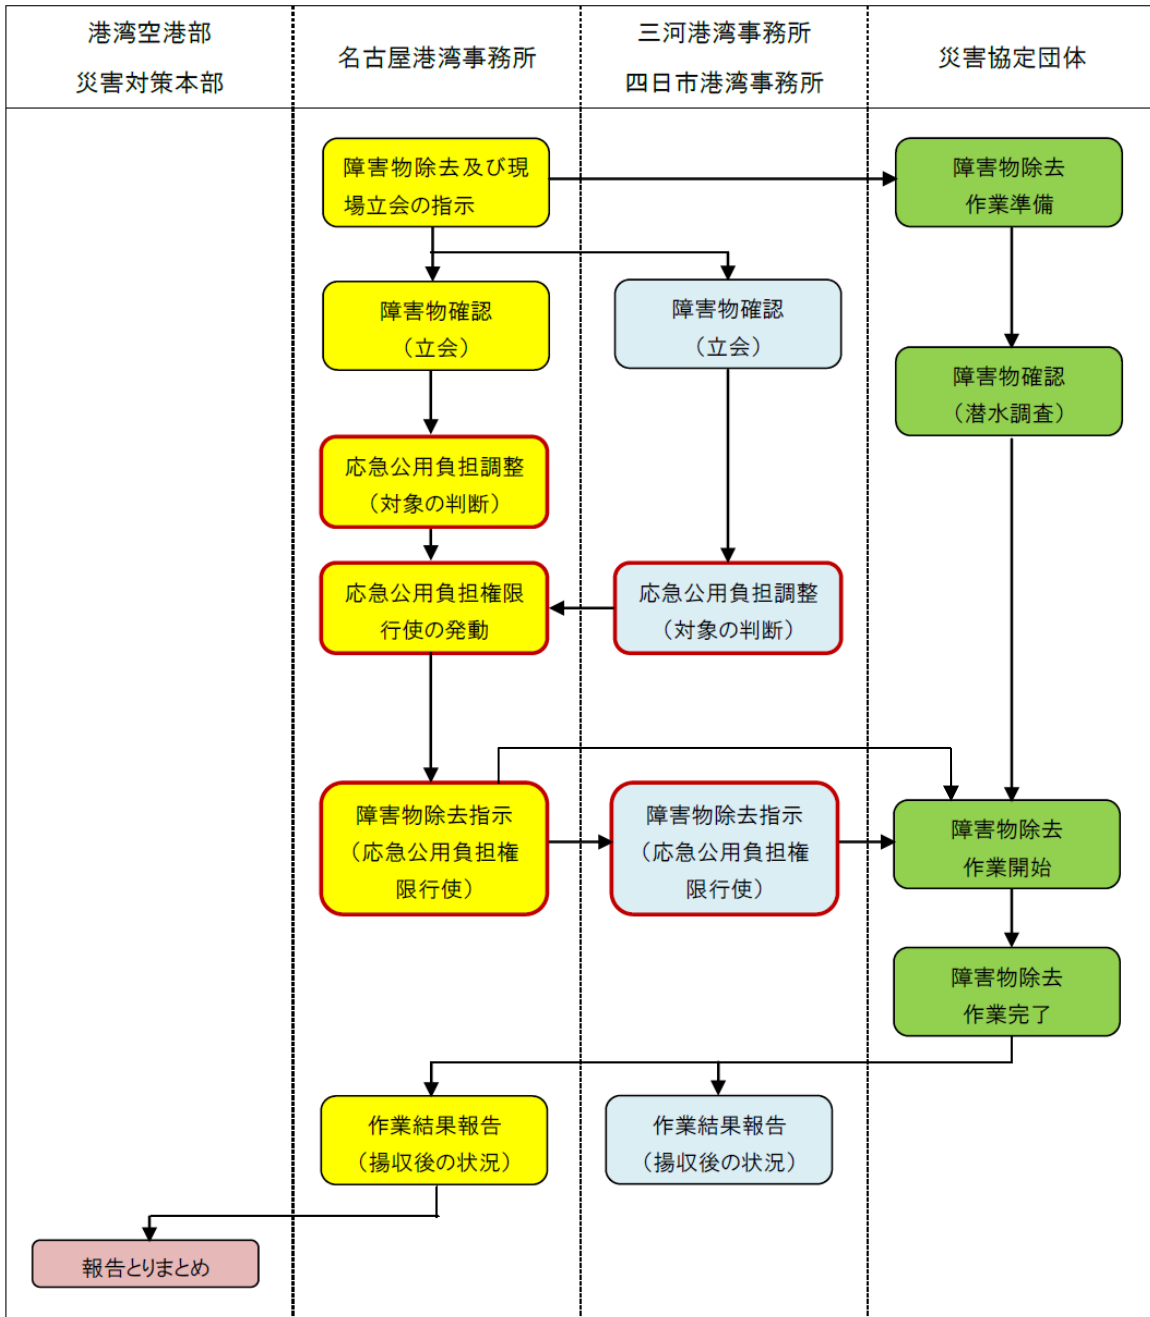 港湾空港部
災害対策本部
名古屋港湾事務所
三河港湾事務所
四日市港湾事務所
災害協定団体
障害物除去及び現
場立会の指示
障害物除去
作業準備
障害物確認
（立会）
障害物確認
（立会）
障害物確認
（潜水調査）
応急公用負担調整
（対象の判断）
応急公用負担権限
行使の発動
応急公用負担調整
（対象の判断）
障害物除去指示
（応急公用負担権
限行使）
障害物除去指示
（応急公用負担権
限行使）
障害物除去
作業開始
障害物除去
作業完了
作業結果報告
（揚収後の状況）
作業結果報告
（揚収後の状況）
報告とりまとめ